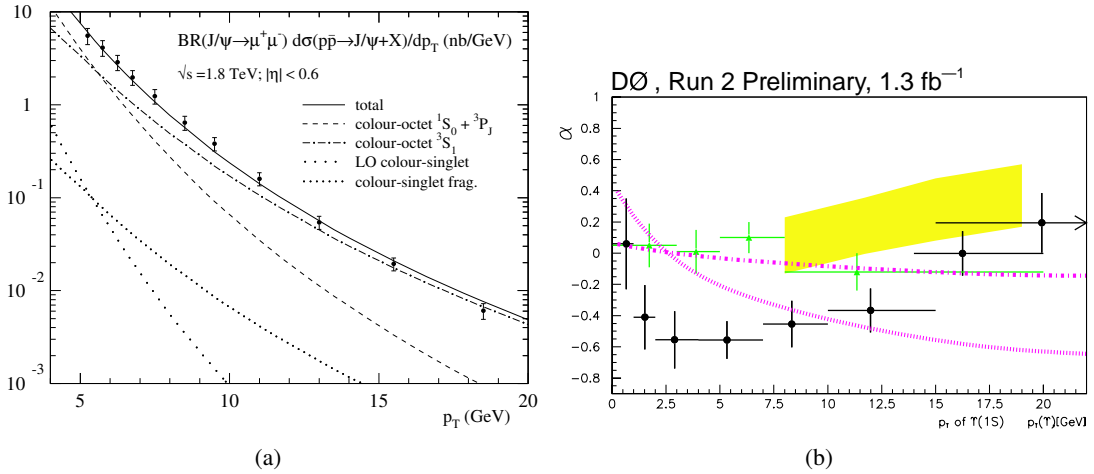 10
1
10⁻¹
10⁻²
10⁻³
5
10
15
20
p_T (GeV)
BR(J/ψ→μ⁺μ⁻) dσ(pp̄→J/ψ+X)/dp_T (nb/GeV)
√s =1.8 TeV; |η| < 0.6
total
colour-octet ¹S₀ + ³P_J
colour-octet ³S₁
LO colour-singlet
colour-singlet frag.
(a)
DØ , Run 2 Preliminary, 1.3 fb⁻¹
α
1
0.8
0.6
0.4
0.2
0
-0.2
-0.4
-0.6
-0.8
0
2.5
5
7.5
10
12.5
15
17.5
20
p_T of Υ(1S)
p_T(Υ)[GeV]
(b)